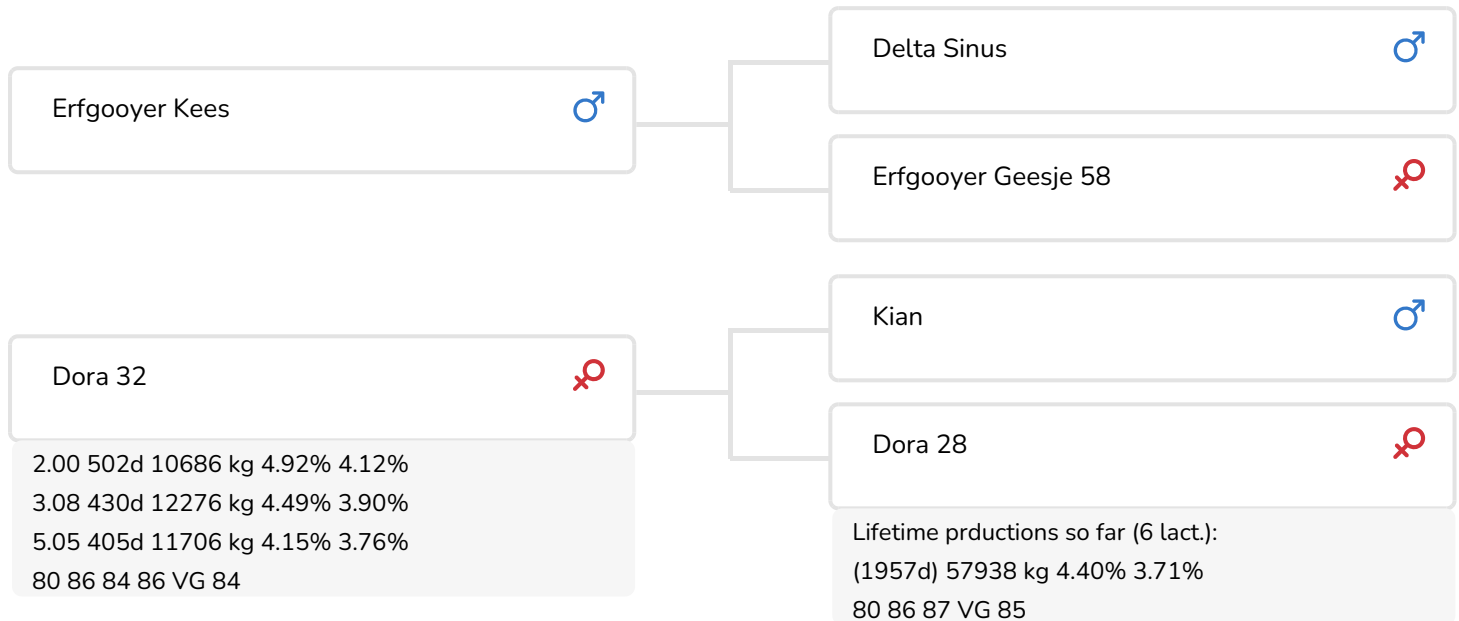 Delta Sinus
Erfgooyer Kees
Erfgooyer Geesje 58
Kian
Dora 32
Dora 28
2.00 502d 10686 kg 4.92% 4.12%
3.08 430d 12276 kg 4.49% 3.90%
5.05 405d 11706 kg 4.15% 3.76%
80 86 84 86 VG 84
Lifetime prductions so far (6 lact.):
(1957d) 57938 kg 4.40% 3.71%
80 86 87 VG 85